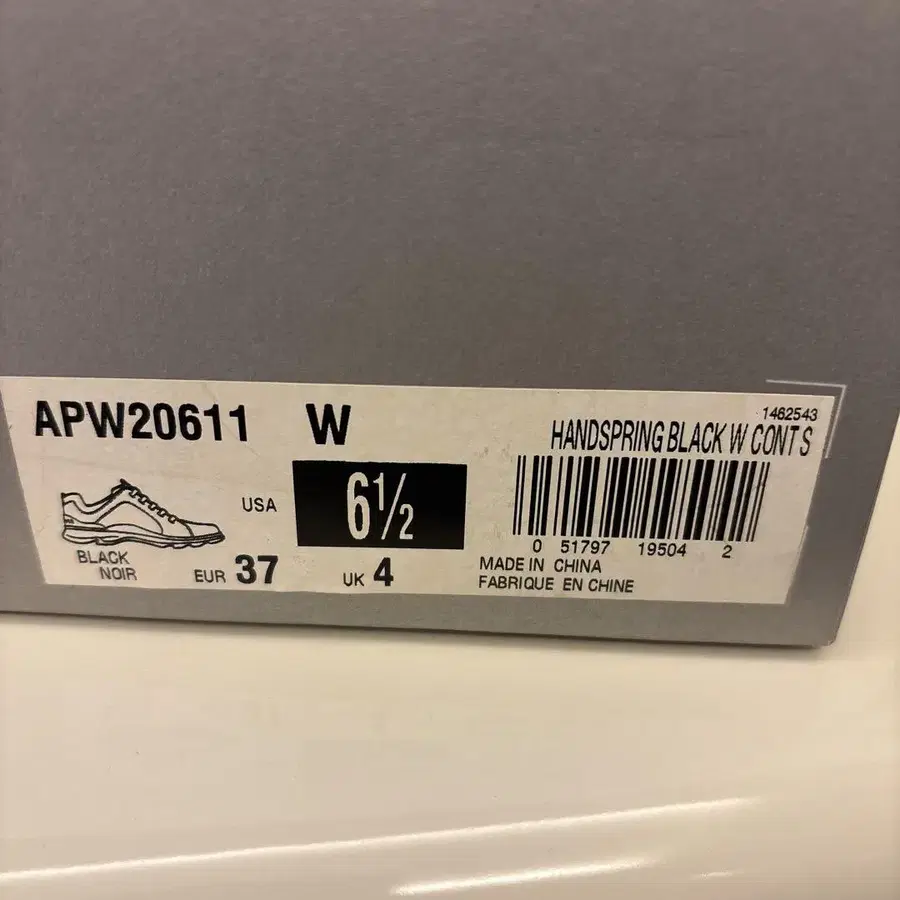 APW20611 W
1462543
HANDSPRING BLACK W CONT S
USA 6½
0 51797 19504 2
BLACK
NOIR
EUR 37
UK 4
MADE IN CHINA
FABRIQUE EN CHINE